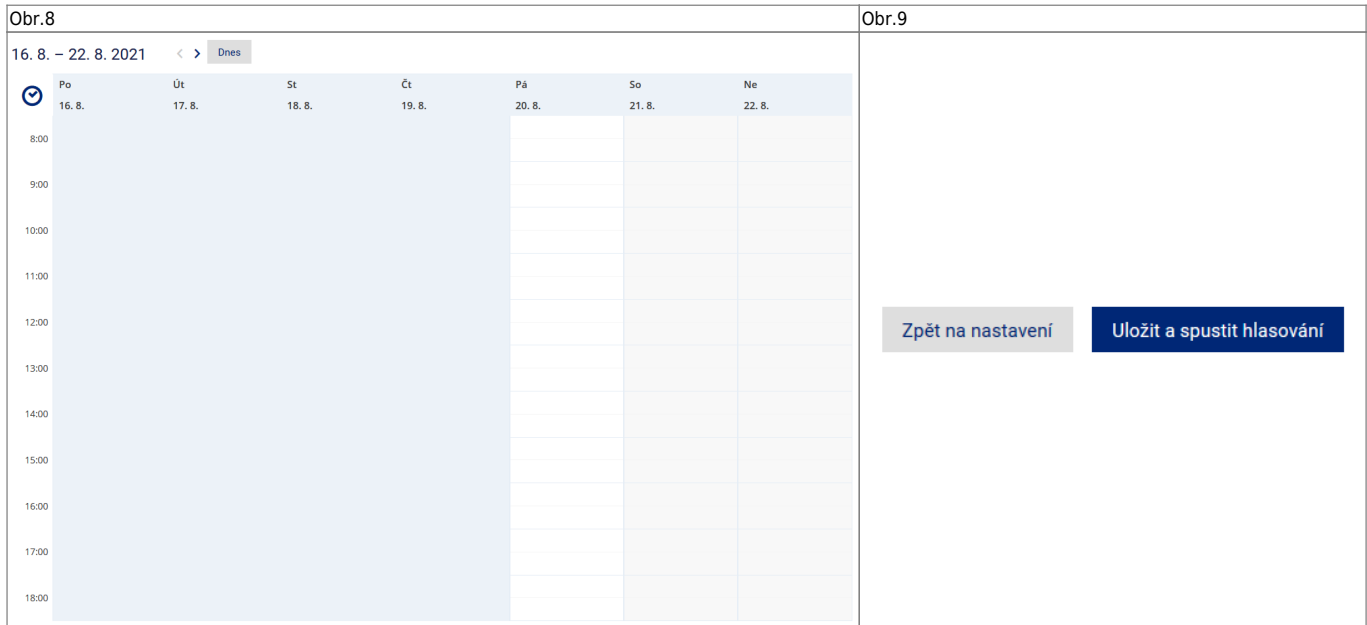 Obr.8
Obr.9
16. 8. – 22. 8. 2021 Dnes
Po Út St Čt Pá So Ne
16. 8. 17. 8. 18. 8. 19. 8. 20. 8. 21. 8. 22. 8.
8:00
9:00
10:00
11:00
12:00
13:00
14:00
15:00
16:00
17:00
18:00
Zpět na nastavení
Uložit a spustit hlasování